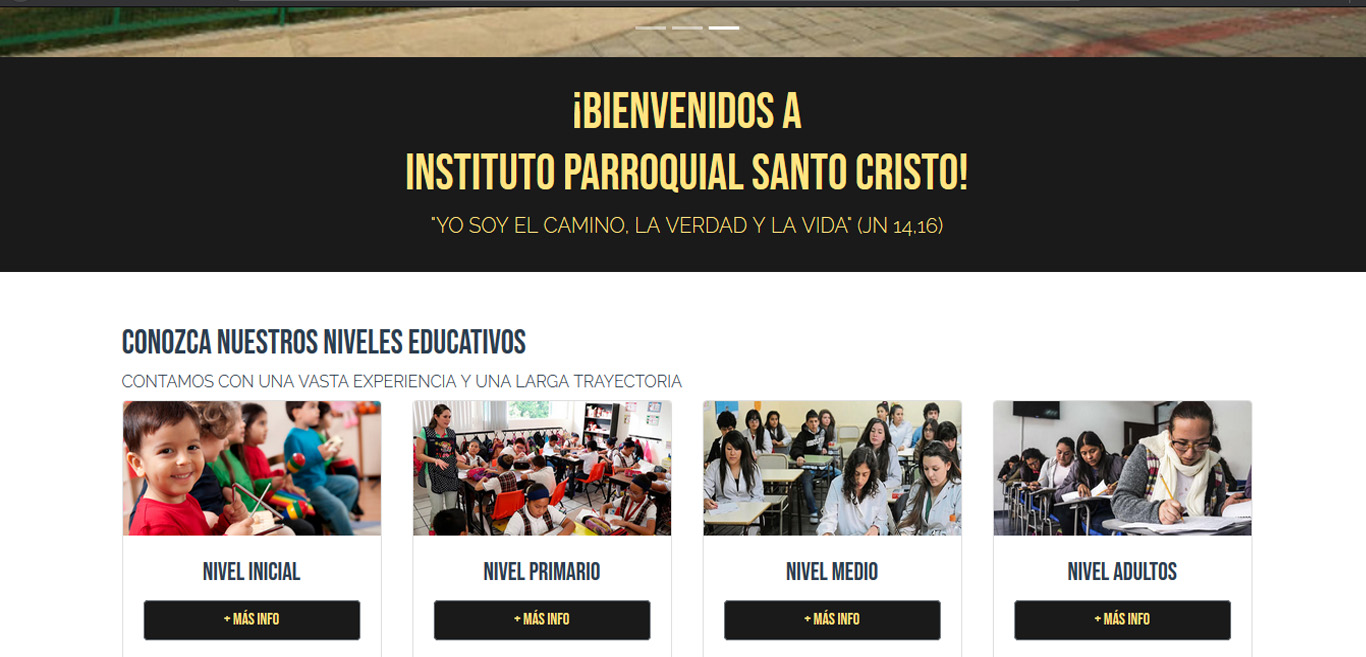 ¡BIENVENIDOS A
INSTITUTO PARROQUIAL SANTO CRISTO!
"YO SOY EL CAMINO, LA VERDAD Y LA VIDA" (JN 14,16)
CONOZCA NUESTROS NIVELES EDUCATIVOS
CONTAMOS CON UNA VASTA EXPERIENCIA Y UNA LARGA TRAYECTORIA
NIVEL INICIAL
NIVEL PRIMARIO
NIVEL MEDIO
NIVEL ADULTOS
+ MÁS INFO
+ MÁS INFO
+ MÁS INFO
+ MÁS INFO